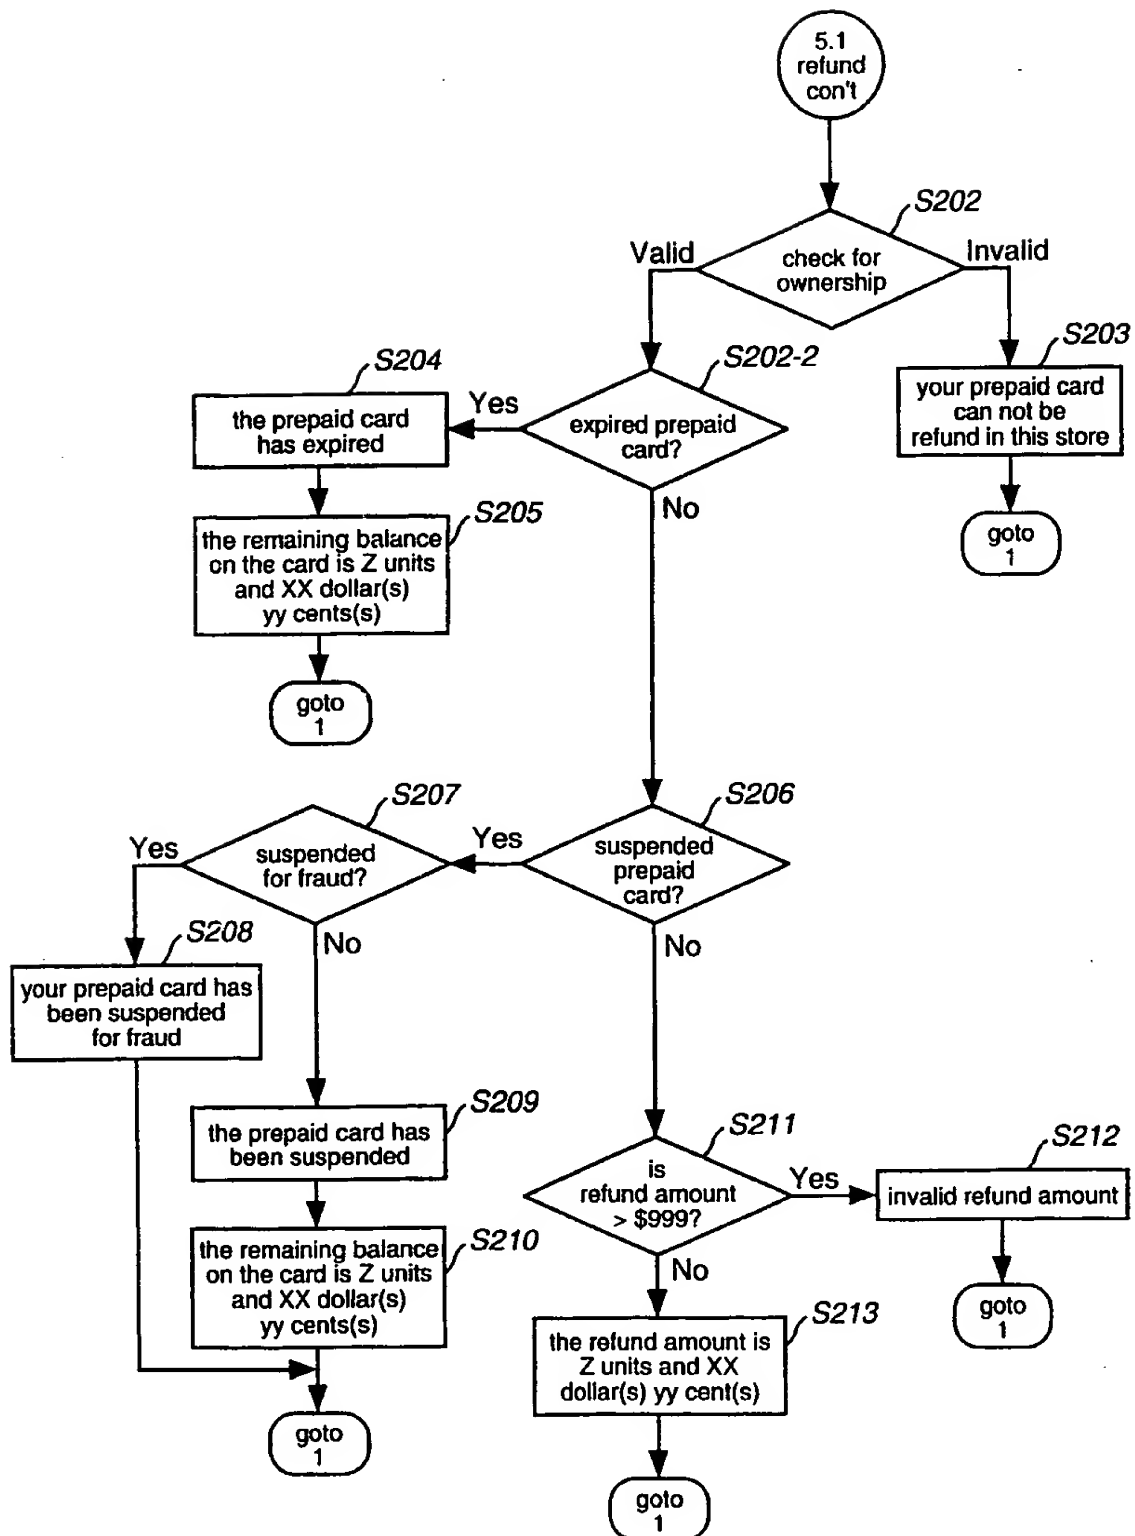 5.1
refund
con't
S202
Valid
check for
ownership
Invalid
S203
your prepaid card
can not be
refund in this store
goto
1
S202-2
expired prepaid
card?
Yes
No
S204
the prepaid card
has expired
S205
the remaining balance
on the card is Z units
and XX dollar(s)
yy cents(s)
goto
1
S206
suspended
prepaid
card?
Yes
No
S207
suspended
for fraud?
Yes
No
S208
your prepaid card has
been suspended
for fraud
S209
the prepaid card has
been suspended
S210
the remaining balance
on the card is Z units
and XX dollar(s)
yy cents(s)
goto
1
S211
is
refund amount
> $999?
Yes
No
S212
invalid refund amount
goto
1
S213
the refund amount is
Z units and XX
dollar(s) yy cent(s)
goto
1